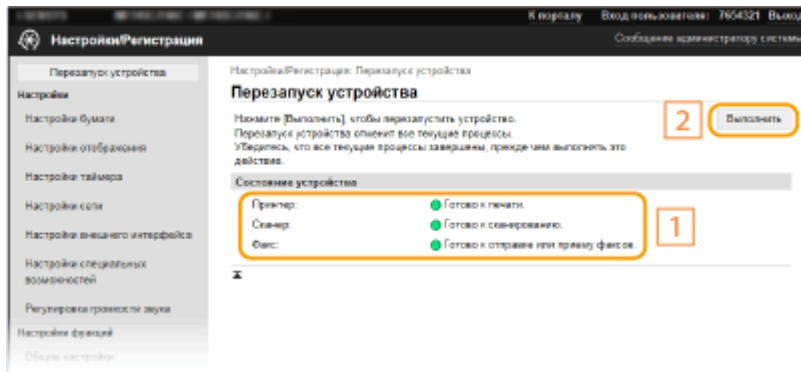 К порталу Вход пользователя: 7654321 Выход
Настройки/Регистрация
Сообщение администратору системы
Перезапуск устройства
Настройки
Настройки бумаги
Настройки отображения
Настройки таймера
Настройки сети
Настройки внешнего интерфейса
Настройки специальных
возможностей
Регулировка громкости звука
Настройки функций
Общие настройки
Настройки/Регистрация: Перезапуск устройства
Перезапуск устройства
Нажмите [Выполнить], чтобы перезапустить устройство.
Перезапуск устройства отменит все текущие процессы.
Убедитесь, что все текущие процессы завершены, прежде чем выполнять это
действие.
2
Выполнить
Состояние устройства
Принтер: Готово к печати.
Сканер: Готово к сканированию.
Факс: Готово к отправке или приему факсов.
1